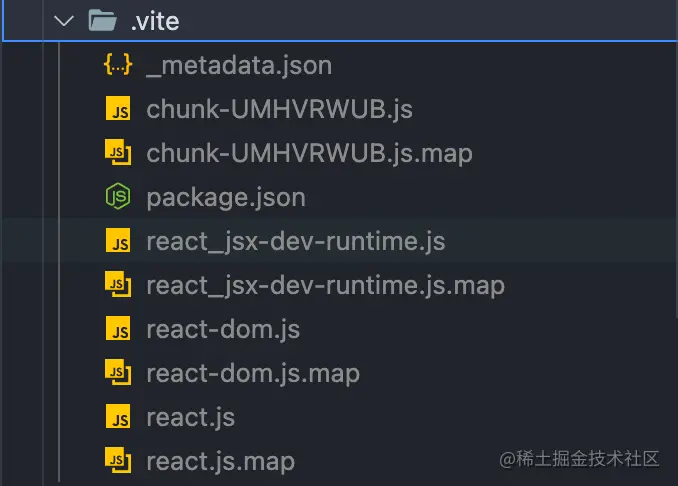 .vite
{...} _metadata.json
JS chunk-UMHVRWUB.js
JS chunk-UMHVRWUB.js.map
JS package.json
JS react_jsx-dev-runtime.js
JS react_jsx-dev-runtime.js.map
JS react-dom.js
JS react-dom.js.map
JS react.js
JS react.js.map
@稀土掘金技术社区